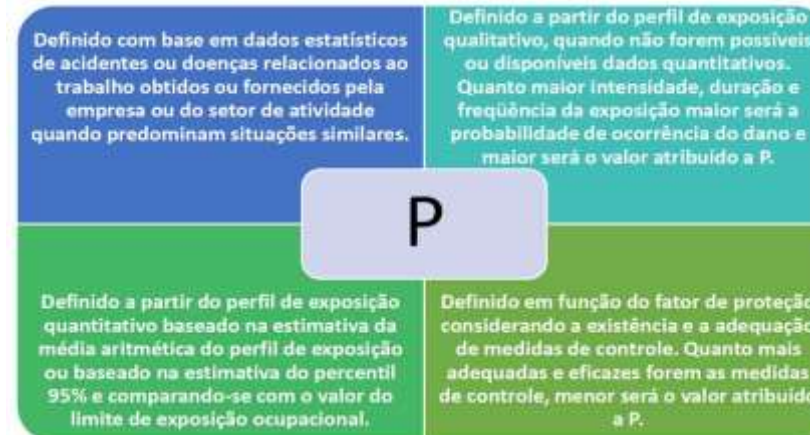 Definido com base em dados estatísticos
de acidentes ou doenças relacionados ao
trabalho obtidos ou fornecidos pela
empresa ou do setor de atividade
quando predominam situações similares.
Definido a partir do perfil de exposição
qualitativo, quando não forem possíveis
ou disponíveis dados quantitativos.
Quanto maior intensidade, duração e
freqüência da exposição maior será a
probabilidade de ocorrência do dano e
maior será o valor atribuído a P.
P
Definido a partir do perfil de exposição
quantitativo baseado na estimativa da
média aritmética do perfil de exposição
ou baseado na estimativa do percentil
95% e comparando-se com o valor do
limite de exposição ocupacional.
Definido em função do fator de proteção
considerando a existência e a adequação
de medidas de controle. Quanto mais
adequadas e eficazes forem as medidas
de controle, menor será o valor atribuído
a P.